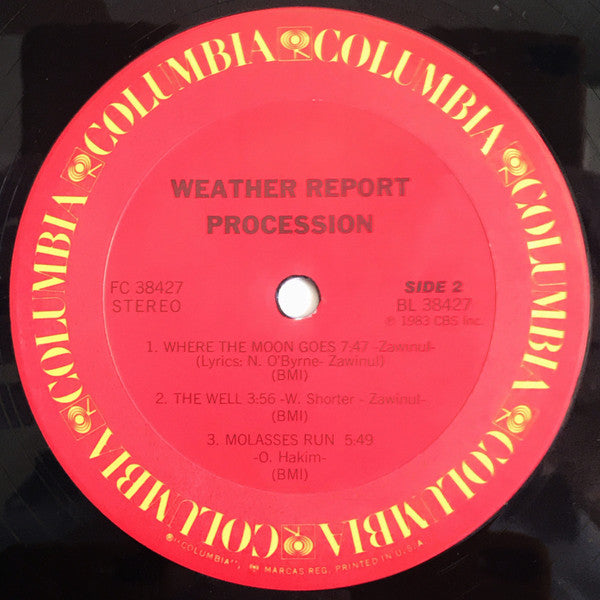 COLUMBIA COLUMBIA COLUMBIA COLUMBIA COLUMBIA COLUMBIA
WEATHER REPORT
PROCESSION
FC 38427
STEREO
SIDE 2
BL 38427
℗ 1983 CBS Inc.
1. WHERE THE MOON GOES 7:47 -Zawinul-
(Lyrics: N. O'Byrne- Zawinul)
(BMI)
2. THE WELL 3:56 -W. Shorter - Zawinul-
(BMI)
3. MOLASSES RUN 5:49
-O. Hakim-
(BMI)
"COLUMBIA", MARCAS REG. PRINTED IN U.S.A.